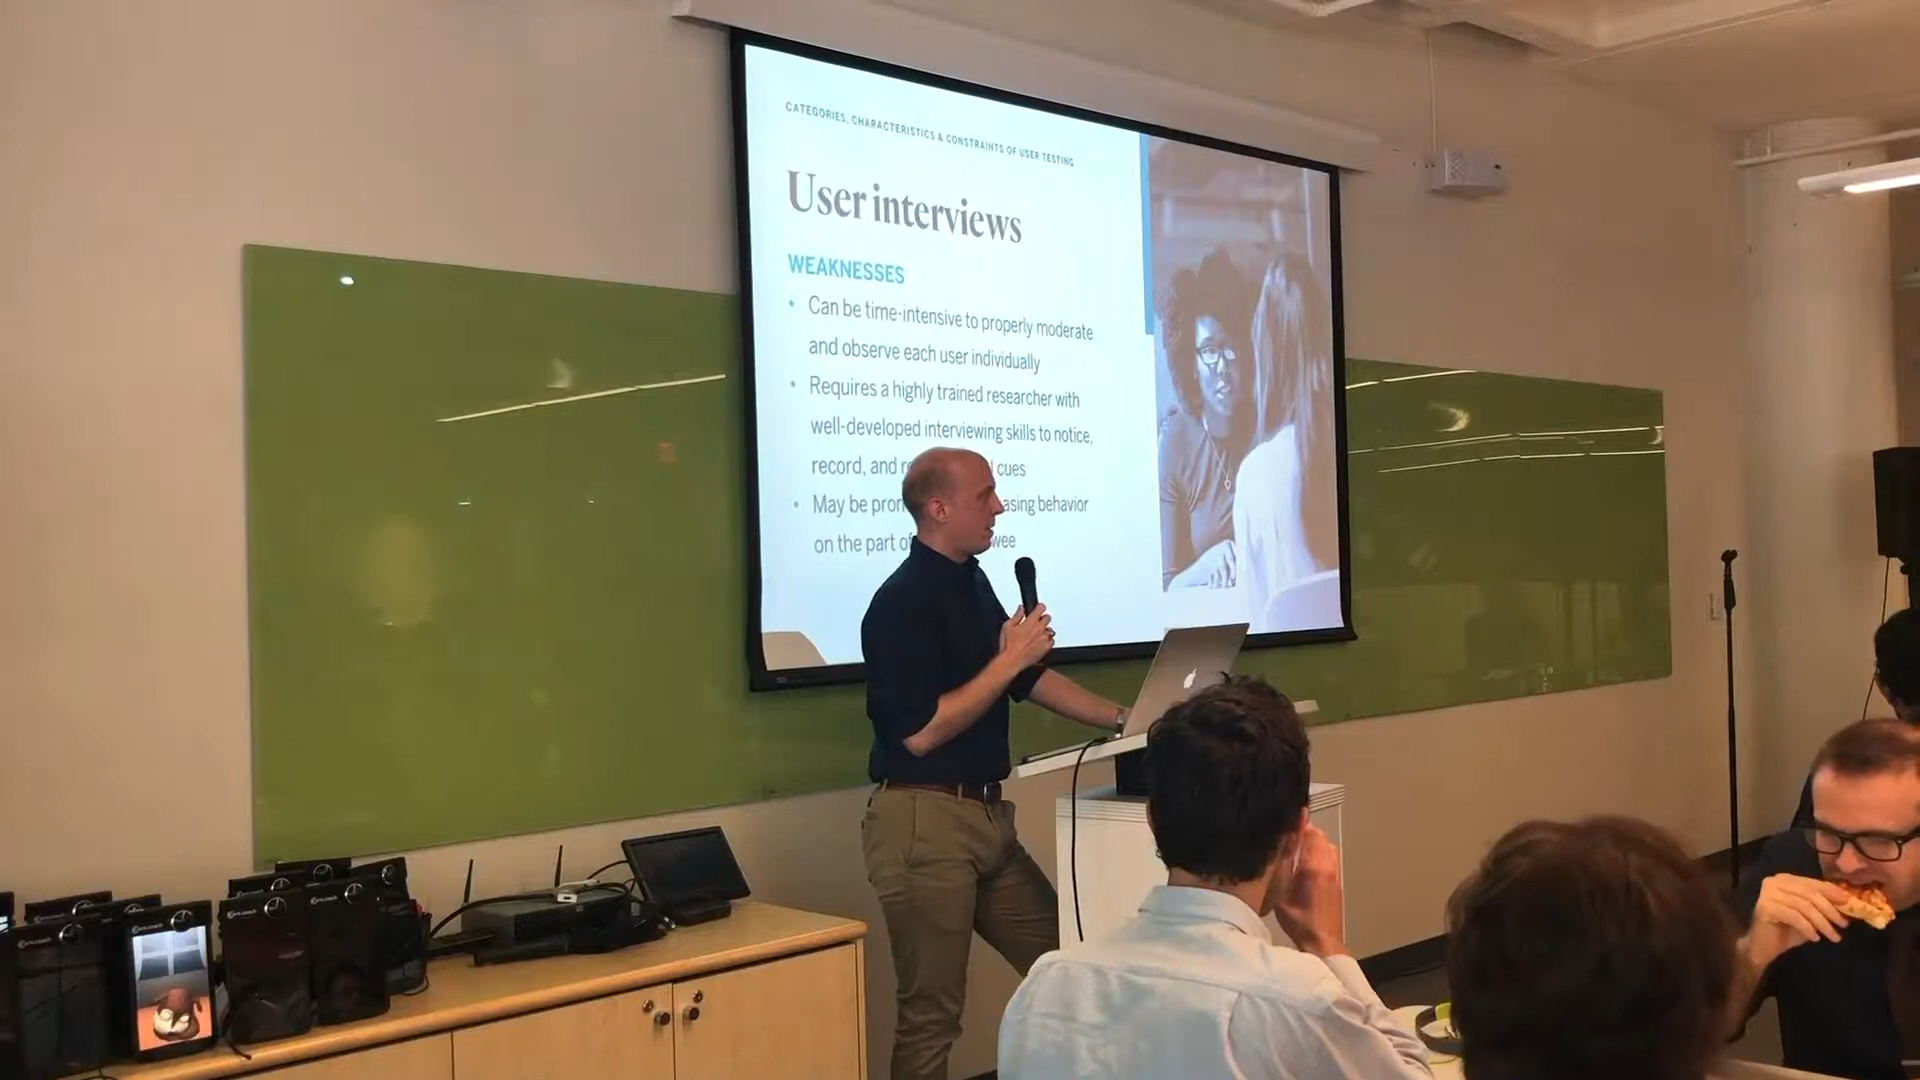 CATEGORIES, CHARACTERISTICS & CONSTRAINTS OF USER TESTING
User interviews
WEAKNESSES
• Can be time-intensive to properly moderate
and observe each user individually
• Requires a highly trained researcher with
well-developed interviewing skills to notice,
record, and cues
• May be behavior
on the part